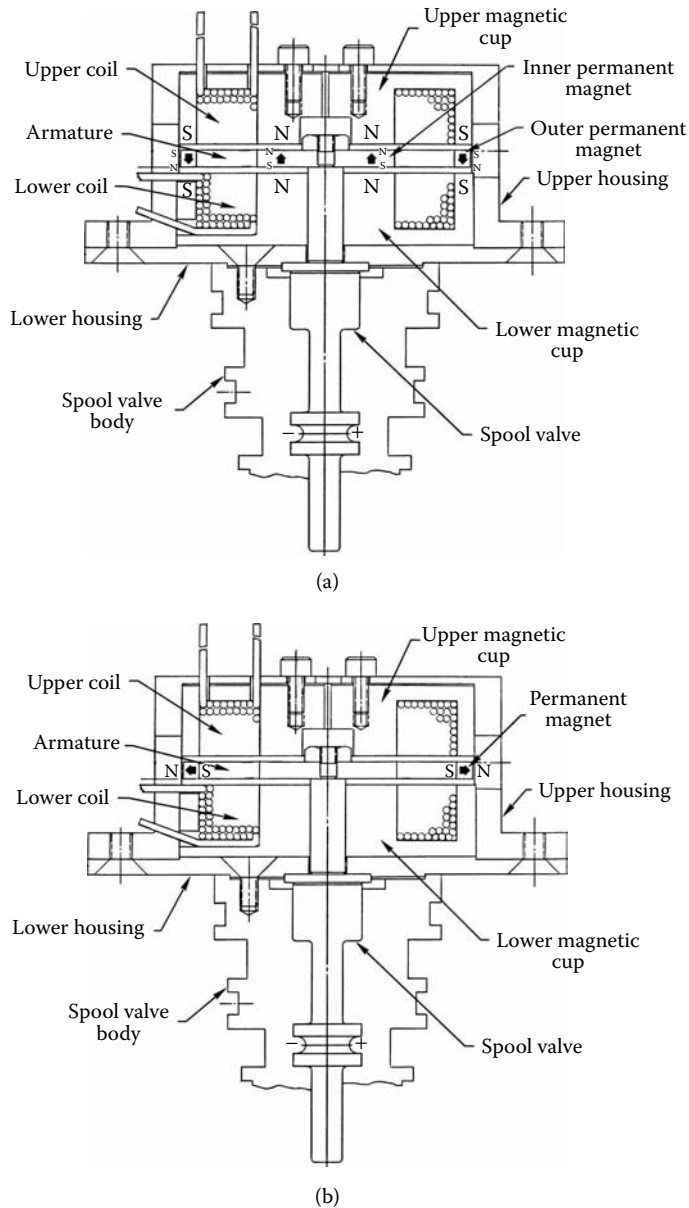 Upper magnetic
cup
Upper coil
Inner permanent
magnet
S N N S
Armature
Outer permanent
magnet
S N N S
N S S N
Lower coil
S N N S
Upper housing
Lower housing
Lower magnetic
cup
Spool valve
body
- +
Spool valve
(a)
Upper magnetic
cup
Upper coil
Permanent
magnet
Armature
N S S N
Lower coil
Upper housing
Lower housing
Lower magnetic
cup
Spool valve
body
- +
Spool valve
(b)